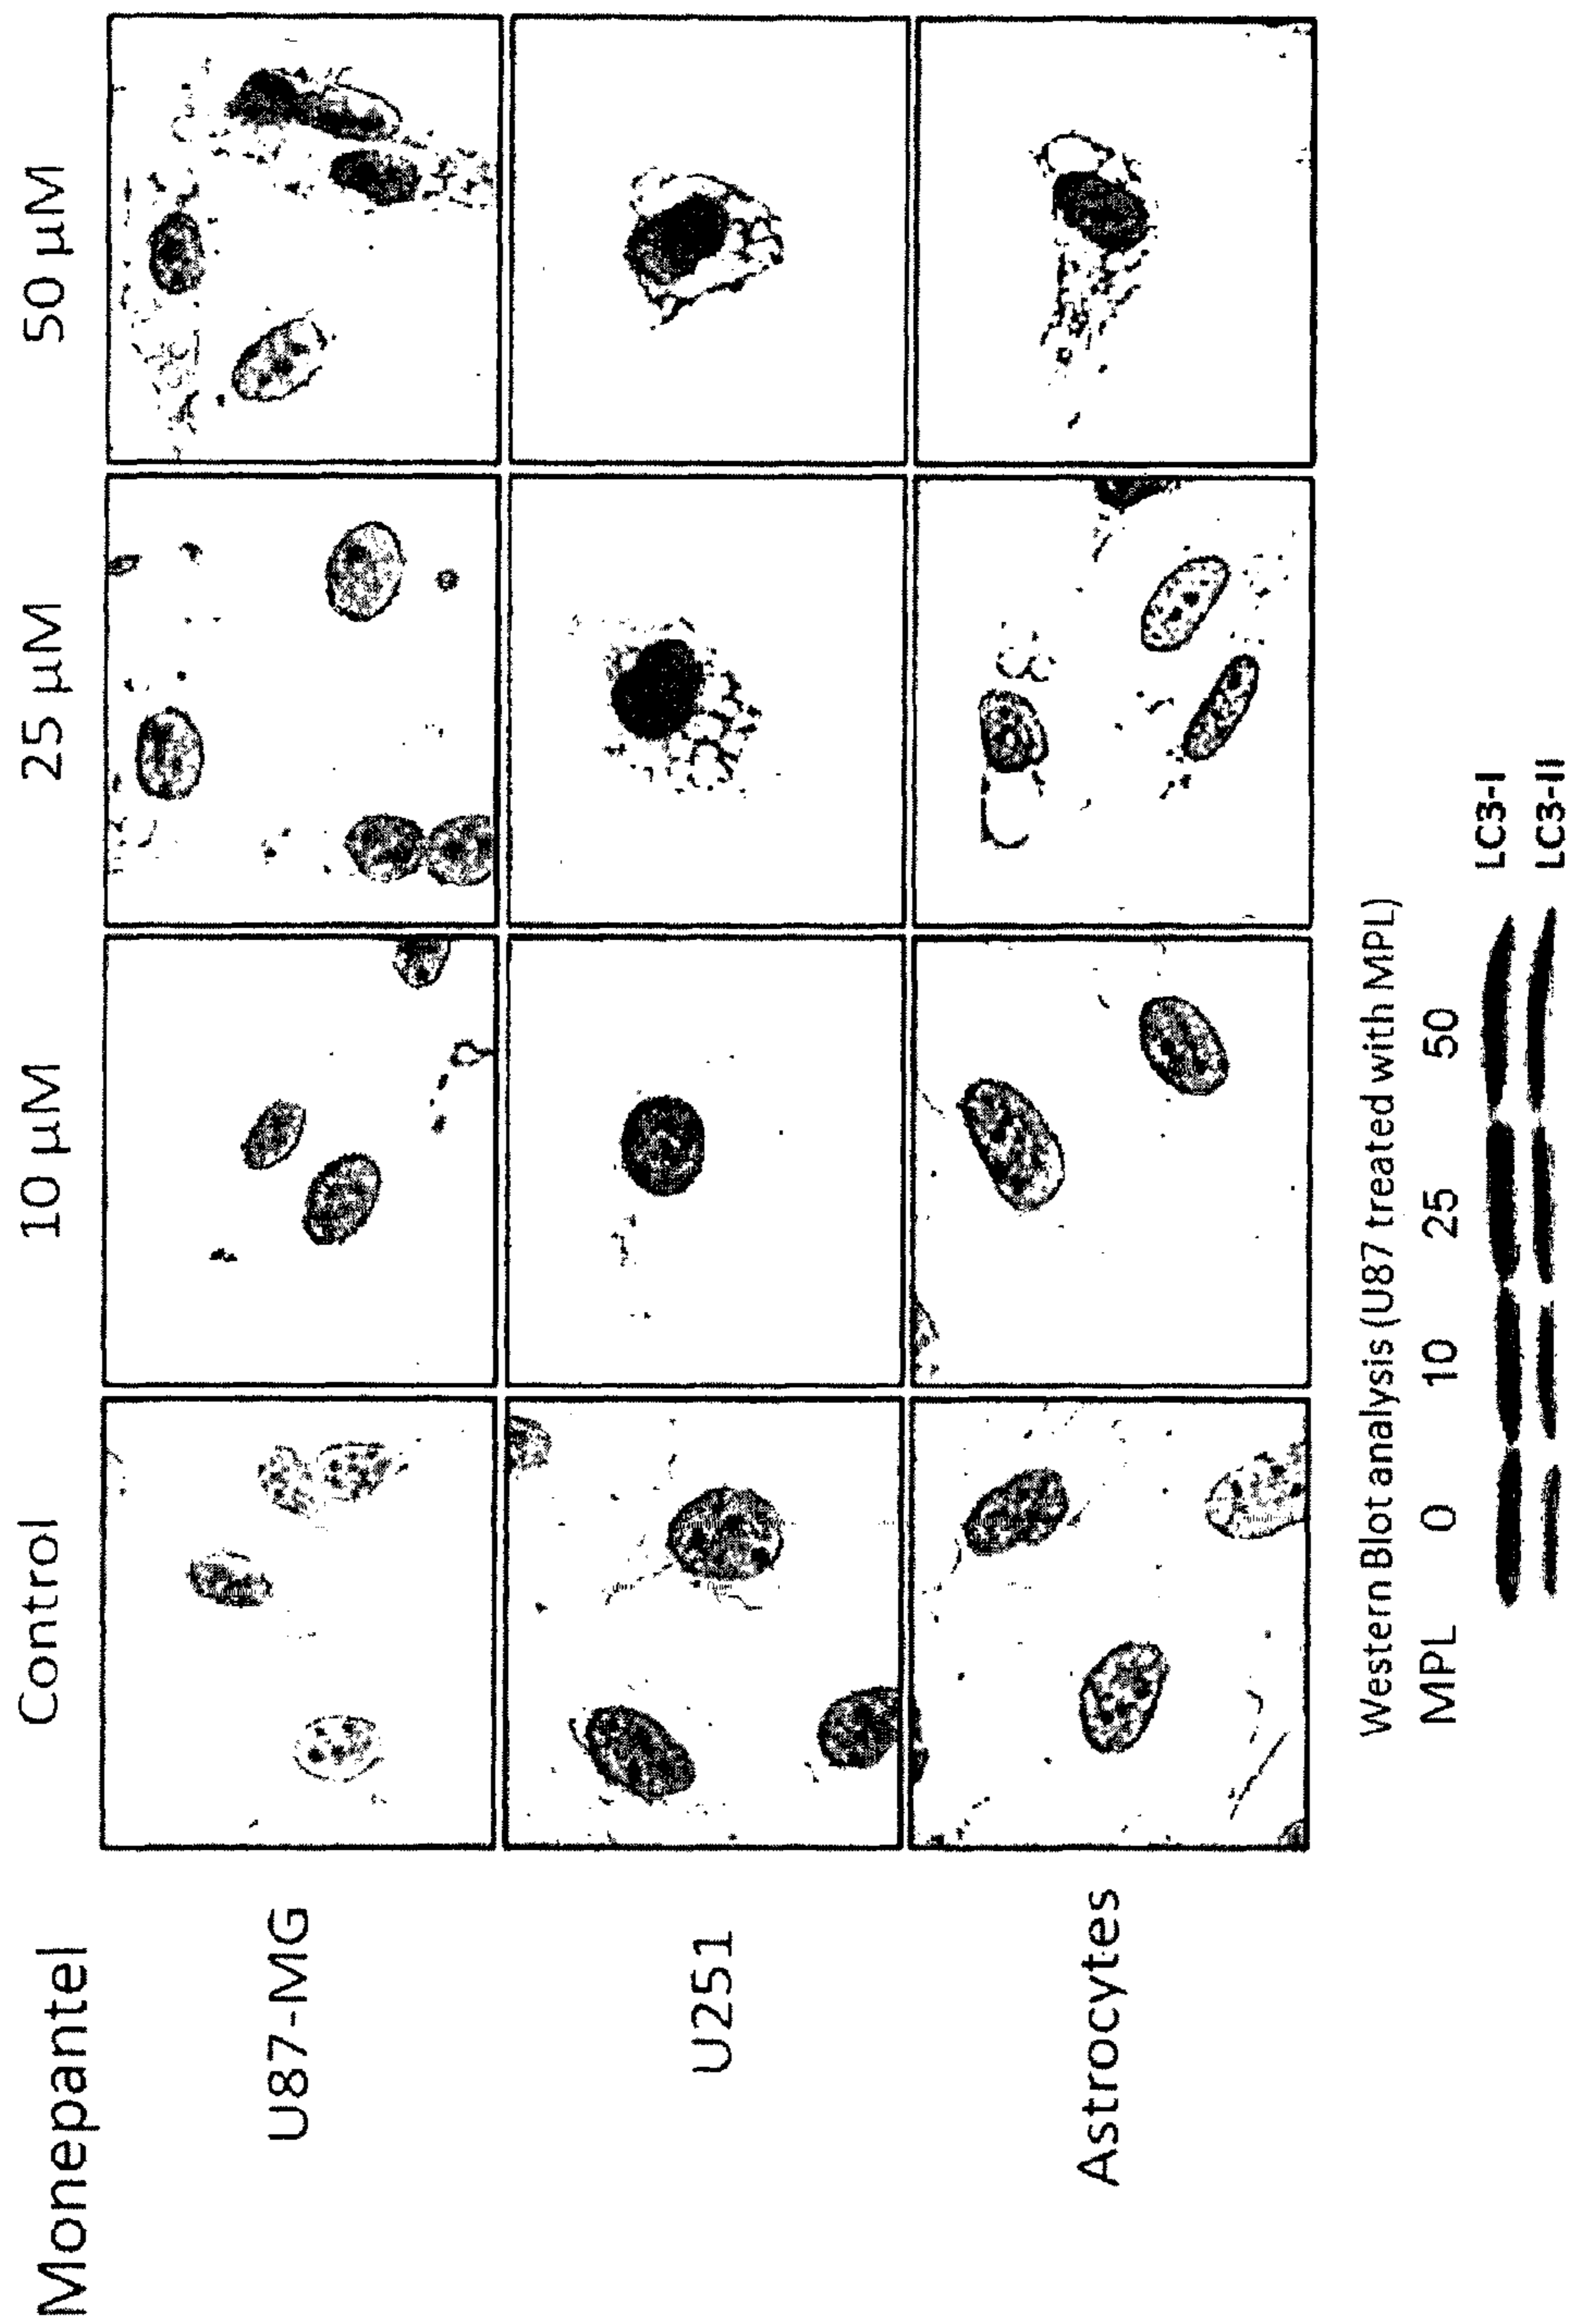 Monepantel
Control 10 µM 25 µM 50 µM
U87-MG
U251
Astrocytes
Western Blot analysis (U87 treated with MPL)
MPL 0 10 25 50
LC3-I
LC3-II